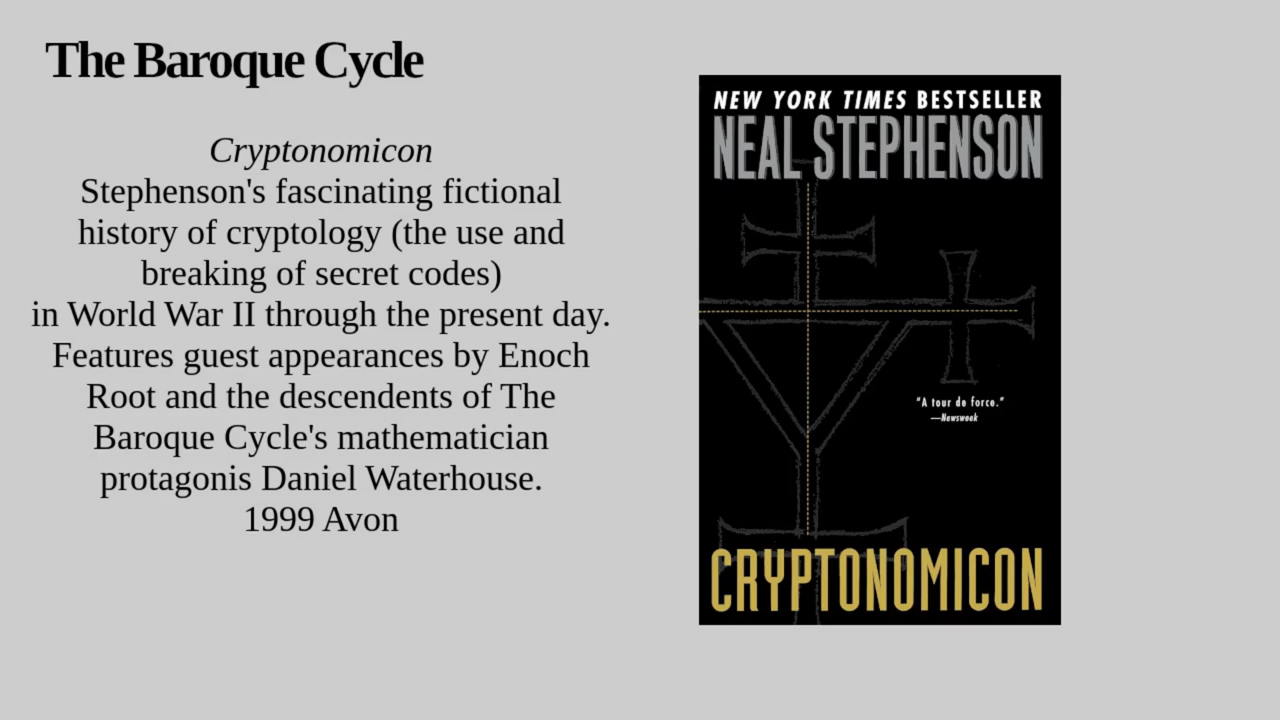 The Baroque Cycle
Cryptonomicon
Stephenson's fascinating fictional
history of cryptology (the use and
breaking of secret codes)
in World War II through the present day.
Features guest appearances by Enoch
Root and the descendents of The
Baroque Cycle's mathematician
protagonis Daniel Waterhouse.
1999 Avon
NEW YORK TIMES BESTSELLER
NEAL STEPHENSON
"A tour de force."
—Newsweek
CRYPTONOMICON